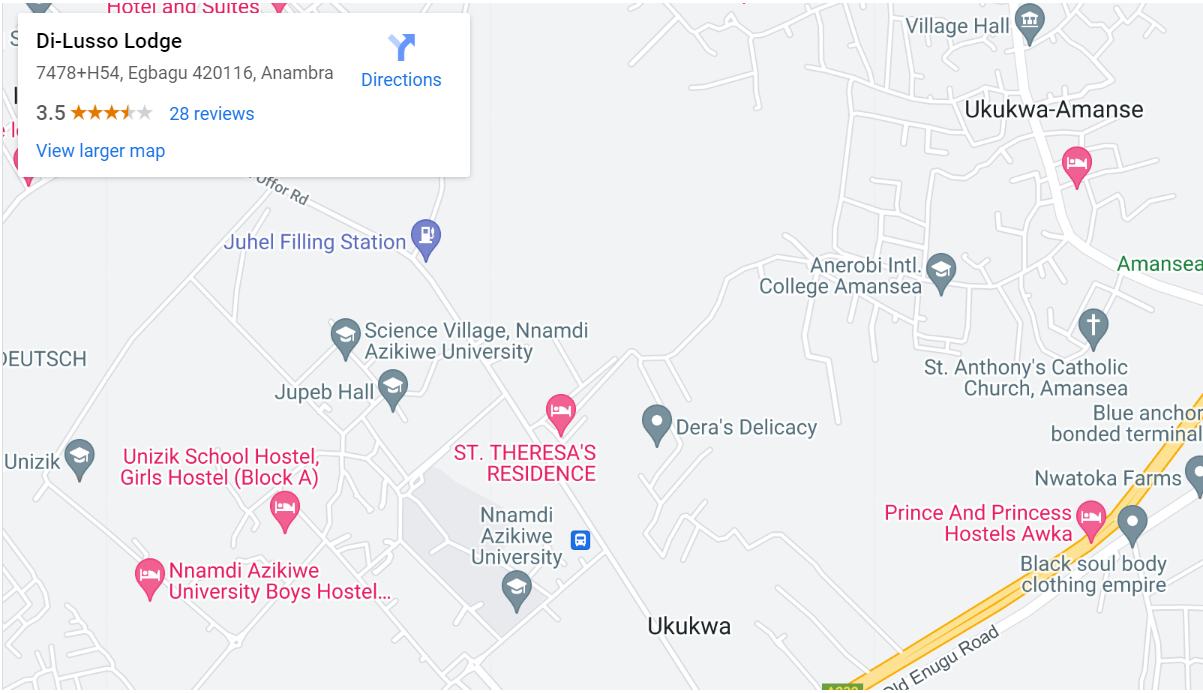 Hotel and Suites
Di-Lusso Lodge
7478+H54, Egbagu 420116, Anambra
Directions
3.5
28 reviews
View larger map
Village Hall
Ukukwa-Amanse
Offor Rd
Juhel Filling Station
Anerobi Intl.
College Amansea
Amansea
Science Village, Nnamdi
Azikiwe University
DEUTSCH
Jupeb Hall
St. Anthony's Catholic
Church, Amansea
Blue anchor
bonded terminal
Dera's Delicacy
ST. THERESA'S
RESIDENCE
Unizik
Unizik School Hostel,
Girls Hostel (Block A)
Nwatoka Farms
Prince And Princess
Hostels Awka
Nnamdi
Azikiwe
University
Black soul body
clothing empire
Nnamdi Azikiwe
University Boys Hostel...
Ukukwa
Old Enugu Road